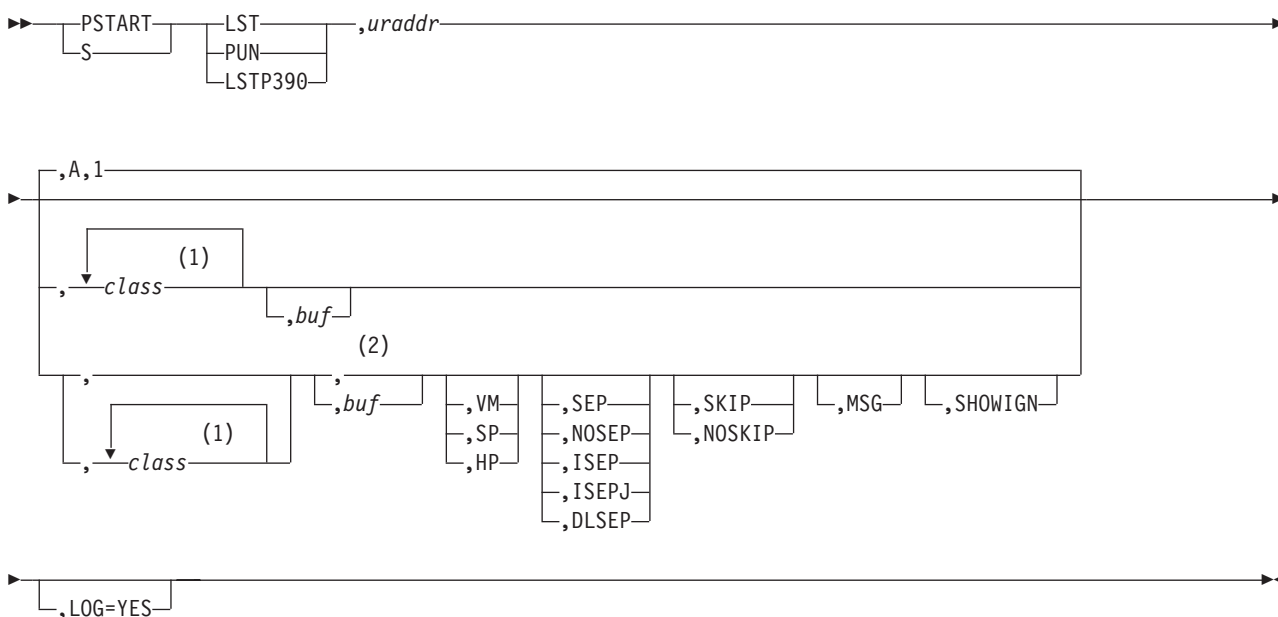 PSTART LST ,uraddr
S PUN
LSTP390
,A,1
(1)
, class
,buf
(2)
, ,
,buf ,VM ,SEP ,SKIP ,MSG ,SHOWIGN
(1) ,SP ,NOSEP ,NOSKIP
, class ,HP ,ISEP
,ISEPJ
,DLSEP
,LOG=YES